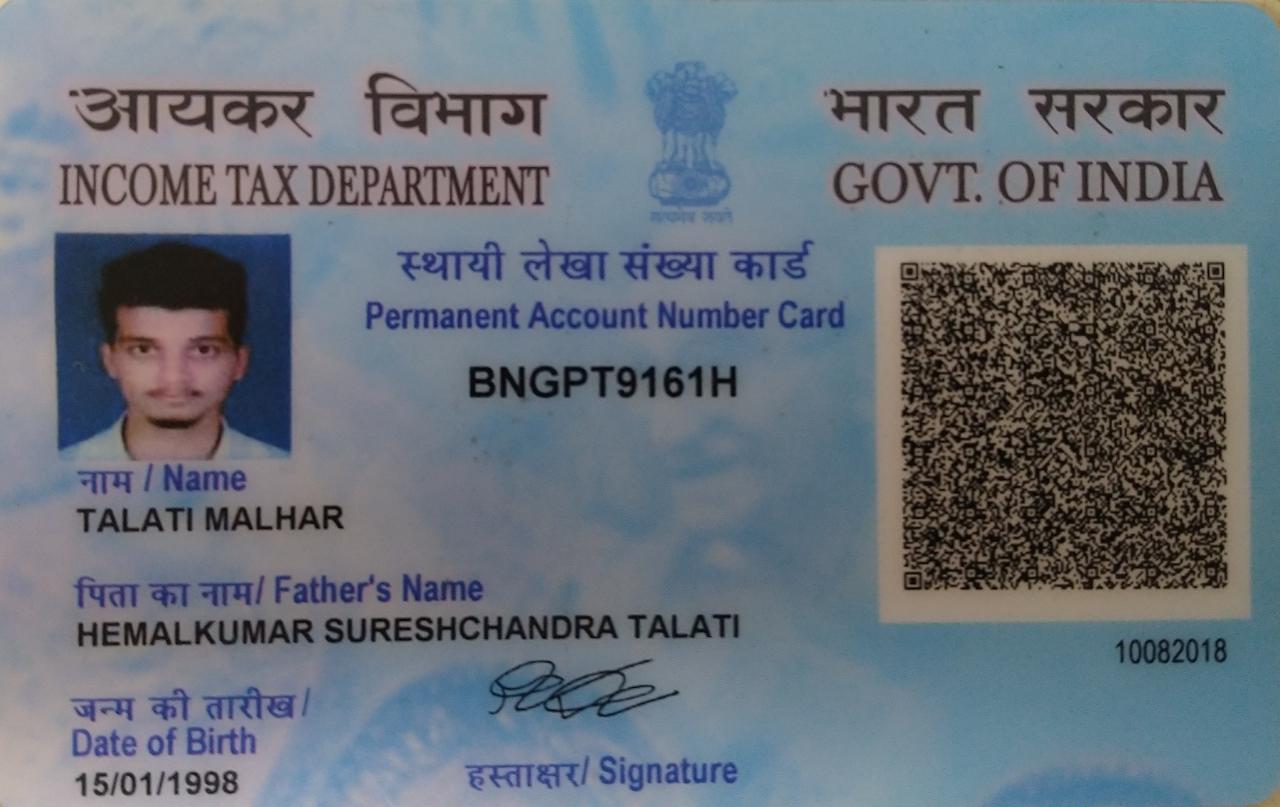 आयकर विभाग
INCOME TAX DEPARTMENT
सत्यमेव जयते
भारत सरकार
GOVT. OF INDIA
स्थायी लेखा संख्या कार्ड
Permanent Account Number Card
BNGPT9161H
नाम / Name
TALATI MALHAR
पिता का नाम/ Father's Name
HEMALKUMAR SURESHCHANDRA TALATI
10082018
जन्म की तारीख/
Date of Birth
15/01/1998
हस्ताक्षर/ Signature